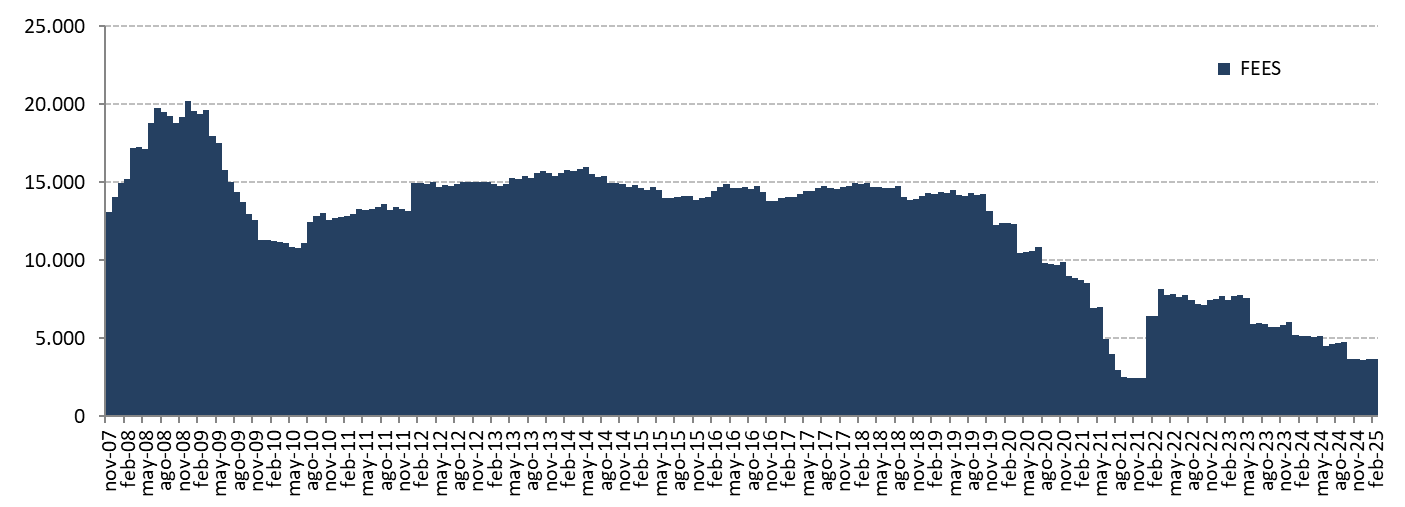 25.000
FEES
20.000
15.000
10.000
5.000
0
nov-07
feb-08
may-08
ago-08
nov-08
feb-09
may-09
ago-09
nov-09
feb-10
may-10
ago-10
nov-10
feb-11
may-11
ago-11
nov-11
feb-12
may-12
ago-12
nov-12
feb-13
may-13
ago-13
nov-13
feb-14
may-14
ago-14
nov-14
feb-15
may-15
ago-15
nov-15
feb-16
may-16
ago-16
nov-16
feb-17
may-17
ago-17
nov-17
feb-18
may-18
ago-18
nov-18
feb-19
may-19
ago-19
nov-19
feb-20
may-20
ago-20
nov-20
feb-21
may-21
ago-21
nov-21
feb-22
may-22
ago-22
nov-22
feb-23
may-23
ago-23
nov-23
feb-24
may-24
ago-24
nov-24
feb-25